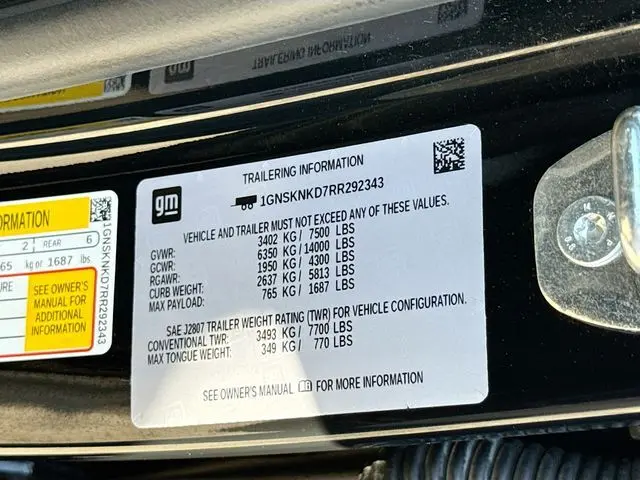 TRAILERING INFORMATION
gm
TRAILERING INFORMATION
gm
1GNSKNKD7RR292343
VEHICLE AND TRAILER MUST NOT EXCEED ANY OF THESE VALUES.
GVWR: 3402 KG / 7500 LBS
GCWR: 6350 KG / 14000 LBS
RGAWR: 1950 KG / 4300 LBS
CURB WEIGHT: 2637 KG / 5813 LBS
MAX PAYLOAD: 765 KG / 1687 LBS
SAE J2807 TRAILER WEIGHT RATING (TWR) FOR VEHICLE CONFIGURATION.
CONVENTIONAL TWR: 3493 KG / 7700 LBS
MAX TONGUE WEIGHT: 349 KG / 770 LBS
SEE OWNER'S MANUAL FOR MORE INFORMATION
ORMATION
2 REAR 6
65 kg or 1687 lbs
URE
SEE OWNER'S
MANUAL FOR
ADDITIONAL
INFORMATION
1GNSKNKD7RR292343